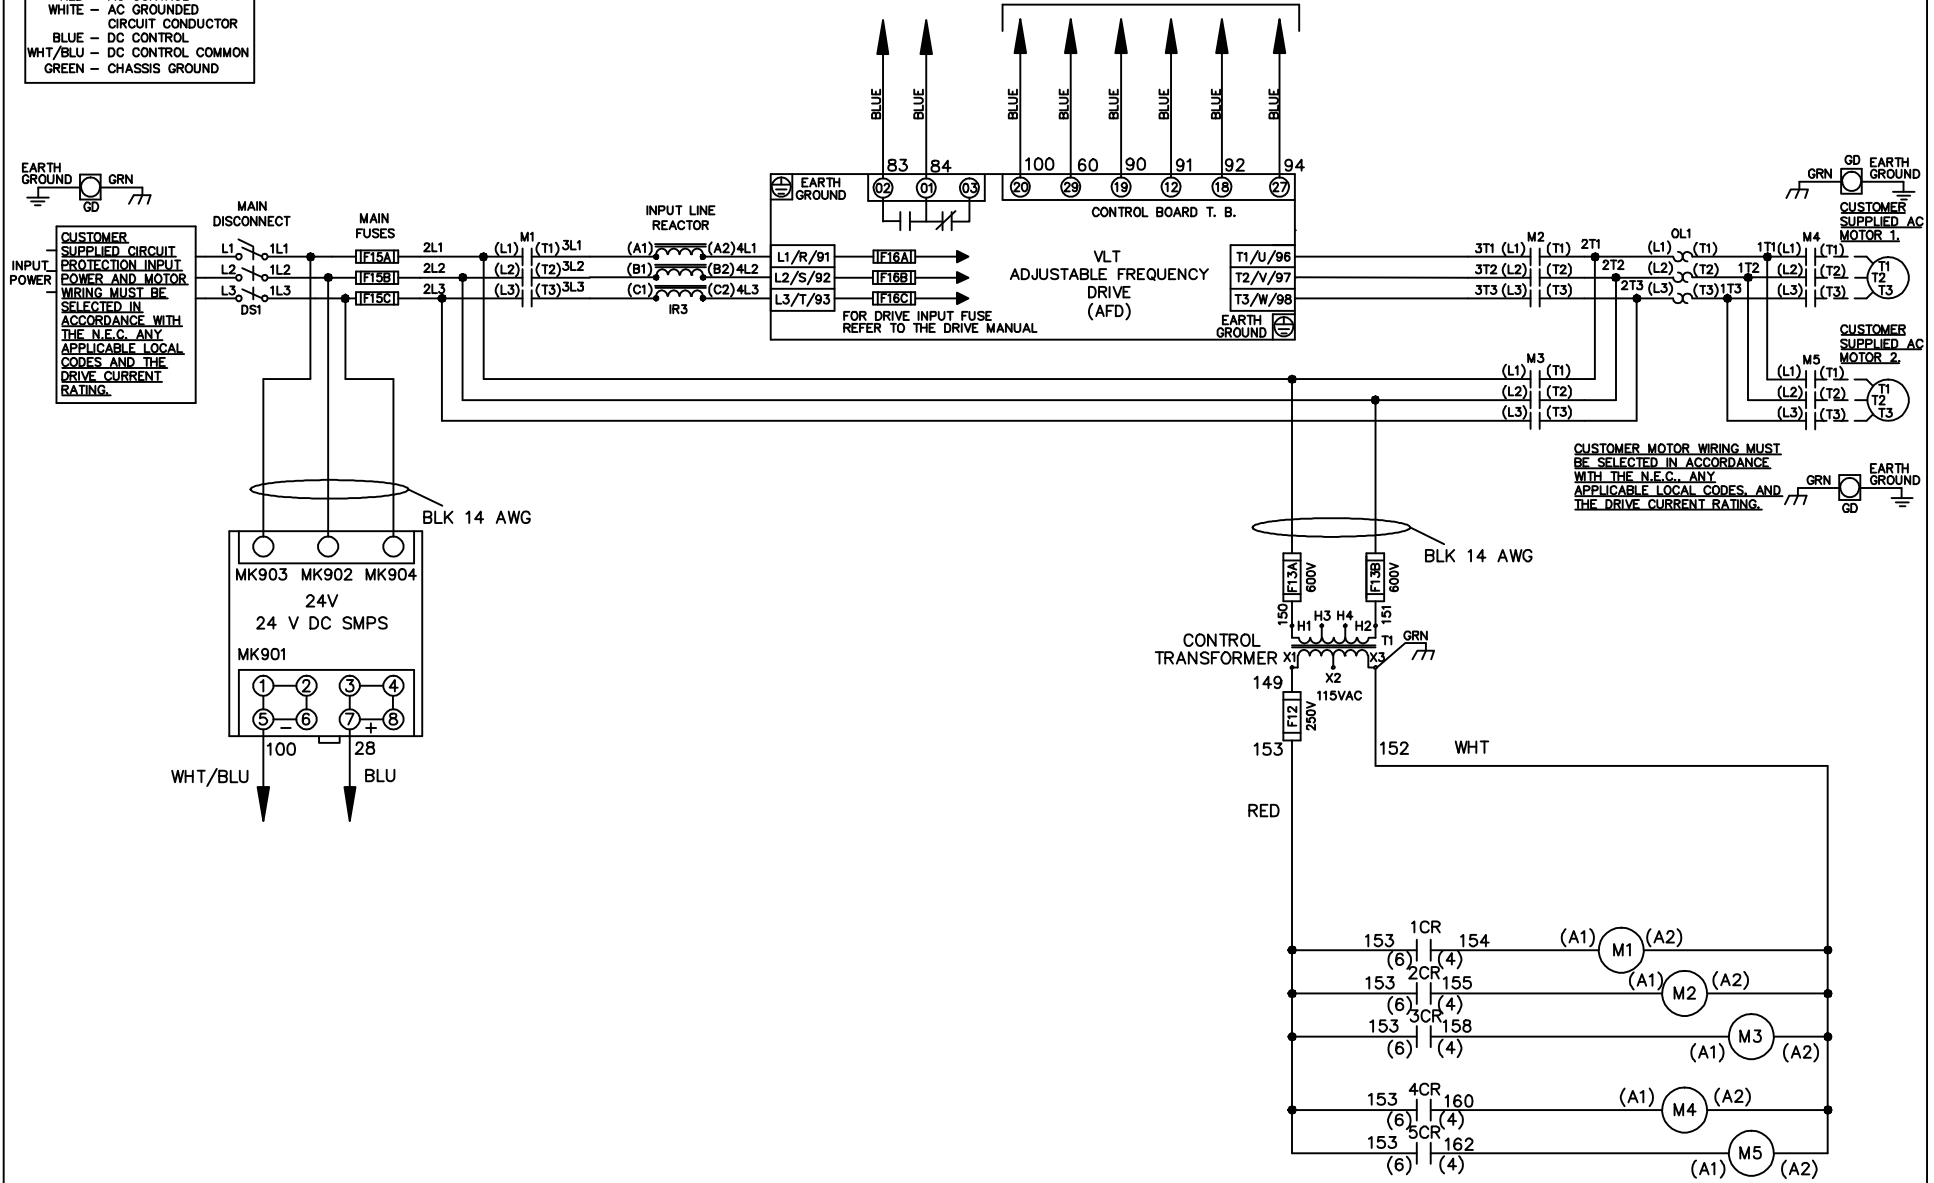 WHITE – AC GROUNDED
CIRCUIT CONDUCTOR
BLUE – DC CONTROL
WHT/BLU – DC CONTROL COMMON
GREEN – CHASSIS GROUND
BLUE BLUE BLUE BLUE BLUE BLUE BLUE BLUE
83 84 100 60 90 91 92 94
02 01 03 20 29 19 12 18 27
EARTH GROUND
CONTROL BOARD T. B.
EARTH
GROUND GRN
GD
MAIN
DISCONNECT
MAIN
FUSES
INPUT LINE
REACTOR
INPUT
POWER
CUSTOMER
SUPPLIED CIRCUIT
PROTECTION INPUT
POWER AND MOTOR
WIRING MUST BE
SELECTED IN
ACCORDANCE WITH
THE N.E.C. ANY
APPLICABLE LOCAL
CODES AND THE
DRIVE CURRENT
RATING.
L1 1L1 F15A 2L1 (L1) M1 (T1) 3L1 (A1) (A2) 4L1 L1/R/91 F16A
L2 1L2 F15B 2L2 (L2) (T2) 3L2 (B1) (B2) 4L2 L2/S/92 F16B
L3 1L3 F15C 2L3 (L3) (T3) 3L3 (C1) (C2) 4L3 L3/T/93 F16C
DS1
IR3
VLT
ADJUSTABLE FREQUENCY
DRIVE
(AFD)
FOR DRIVE INPUT FUSE
REFER TO THE DRIVE MANUAL
EARTH
GROUND
T1/U/96 3T1 (L1) M2 (T1) 2T1 (L1) OL1 (T1) 1T1 (L1) M4 (T1) T1
T2/V/97 3T2 (L2) (T2) 2T2 (L2) (T2) 1T2 (L2) (T2) T2
T3/W/98 3T3 (L3) (T3) 2T3 (L3) (T3) 1T3 (L3) (T3) T3
GRN GD EARTH
GROUND
CUSTOMER
SUPPLIED AC
MOTOR 1.
CUSTOMER
SUPPLIED AC
MOTOR 2.
M3
(L1) (T1)
(L2) (T2)
(L3) (T3)
M5
(L1) (T1) T1
(L2) (T2) T2
(L3) (T3) T3
CUSTOMER MOTOR WIRING MUST
BE SELECTED IN ACCORDANCE
WITH THE N.E.C., ANY
APPLICABLE LOCAL CODES, AND
THE DRIVE CURRENT RATING.
GRN EARTH
GROUND
GD
BLK 14 AWG
MK903 MK902 MK904
24V
24 V DC SMPS
MK901
1 2 3 4
5 – 6 7 + 8
100 28
WHT/BLU BLU
BLK 14 AWG
F13A 600V F13B 600V
150 151
H1 H3 H4 H2
T1 GRN
CONTROL
TRANSFORMER X1 X3
X2
115VAC
149
F12 250V
153 152 WHT
RED
153 1CR 154 (A1) M1 (A2)
(6) (4)
153 2CR 155 (A1) M2 (A2)
(6) (4)
153 3CR 158 M3
(6) (4) (A1) (A2)
153 4CR 160 (A1) M4 (A2)
(6) (4)
153 5CR 162 M5
(6) (4) (A1) (A2)